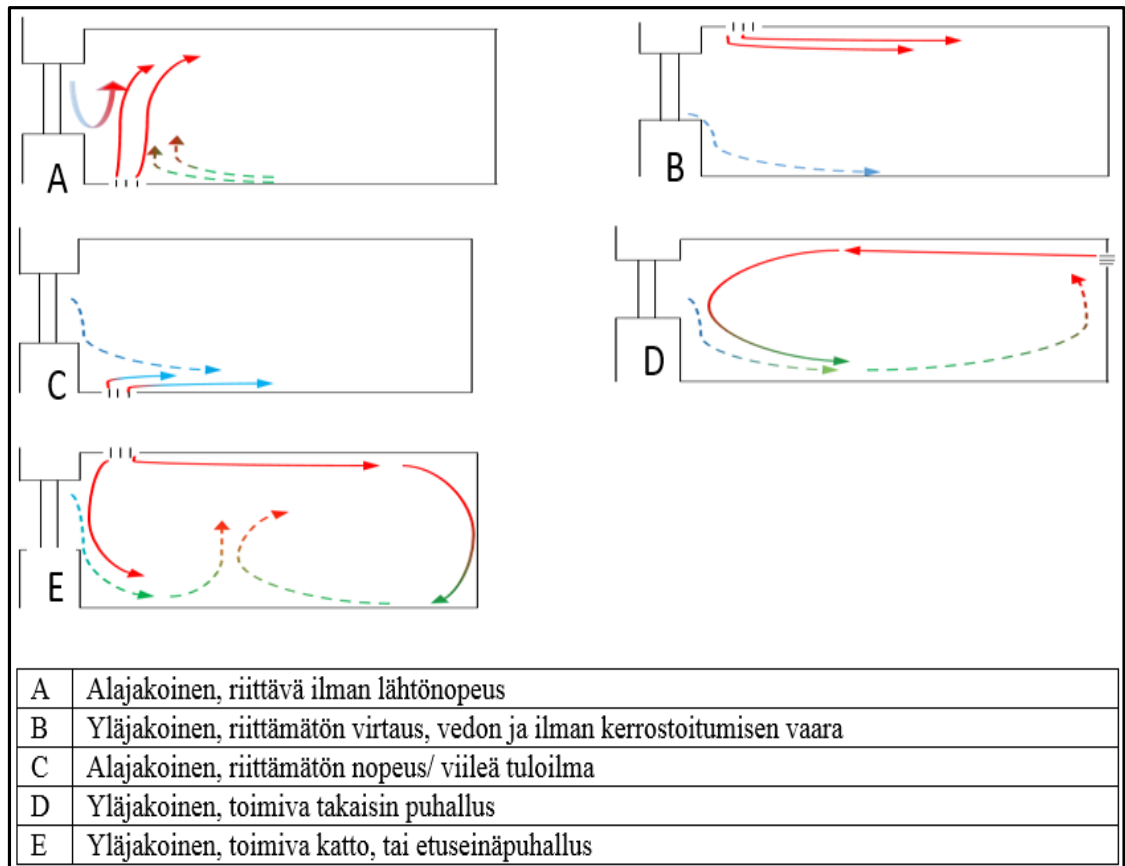 A
B
C
D
E
A Alajakoinen, riittävä ilman lähtönopeus
B Yläjakoinen, riittämätön virtaus, vedon ja ilman kerrostoitumisen vaara
C Alajakoinen, riittämätön nopeus/ viileä tuloilma
D Yläjakoinen, toimiva takaisin puhallus
E Yläjakoinen, toimiva katto, tai etuseinäpuhallus